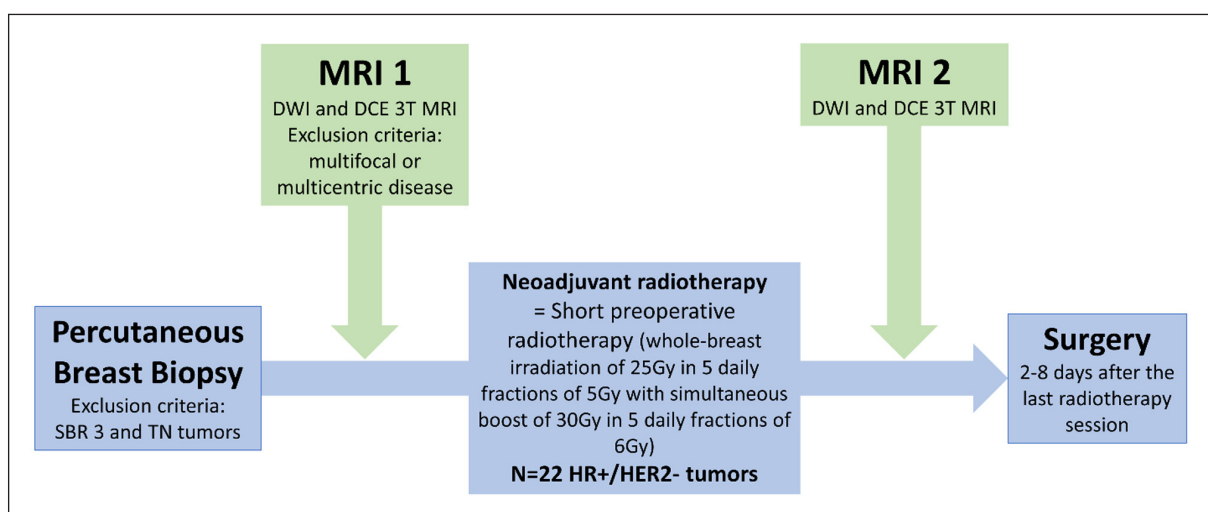 MRI 1
DWI and DCE 3T MRI
Exclusion criteria:
multifocal or
multicentric disease
MRI 2
DWI and DCE 3T MRI
Percutaneous
Breast Biopsy
Exclusion criteria:
SBR 3 and TN tumors
Neoadjuvant radiotherapy
= Short preoperative
radiotherapy (whole-breast
irradiation of 25Gy in 5 daily
fractions of 5Gy with simultaneous
boost of 30Gy in 5 daily fractions of
6Gy)
N=22 HR+/HER2- tumors
Surgery
2-8 days after the
last radiotherapy
session